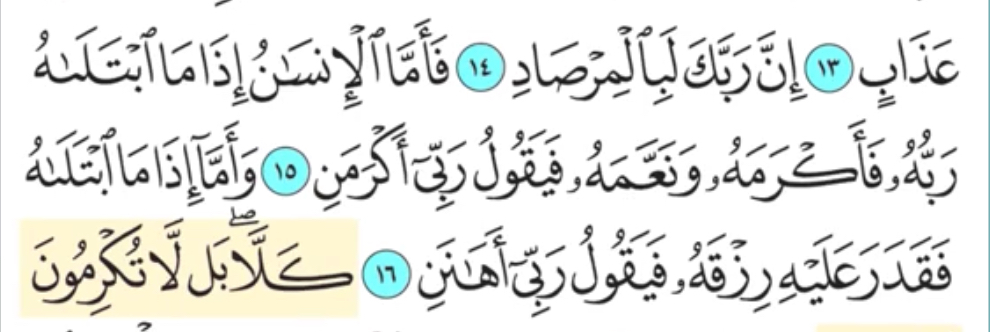 عَذَابٍ ١٣ إِنَّ رَبَّكَ لَبِٱلْمِرْصَادِ ١٤ فَأَمَّا ٱلْإِنسَـٰنُ إِذَا مَا ٱبْتَلَىٰهُ
رَبُّهُۥ فَأَكْرَمَهُۥ وَنَعَّمَهُۥ فَيَقُولُ رَبِّىٓ أَكْرَمَنِ ١٥ وَأَمَّآ إِذَا مَا ٱبْتَلَىٰهُ
فَقَدَرَ عَلَيْهِ رِزْقَهُۥ فَيَقُولُ رَبِّىٓ أَهَـٰنَنِ ١٦ كَلَّا ۖ بَل لَّا تُكْرِمُونَ